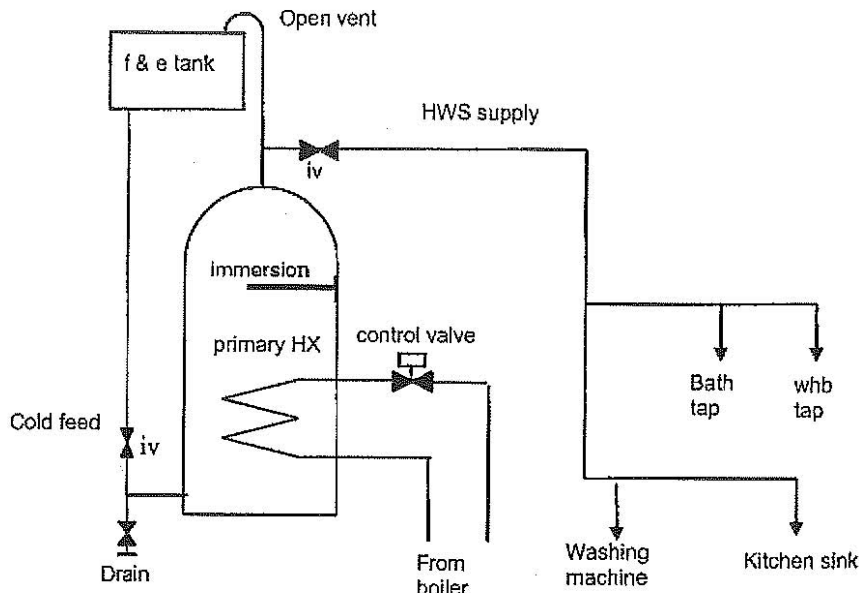 Open vent
f & e tank
HWS supply
iv
immersion
primary HX
control valve
Bath
tap
whb
tap
Cold feed
iv
Drain
From
boiler
Washing
machine
Kitchen sink